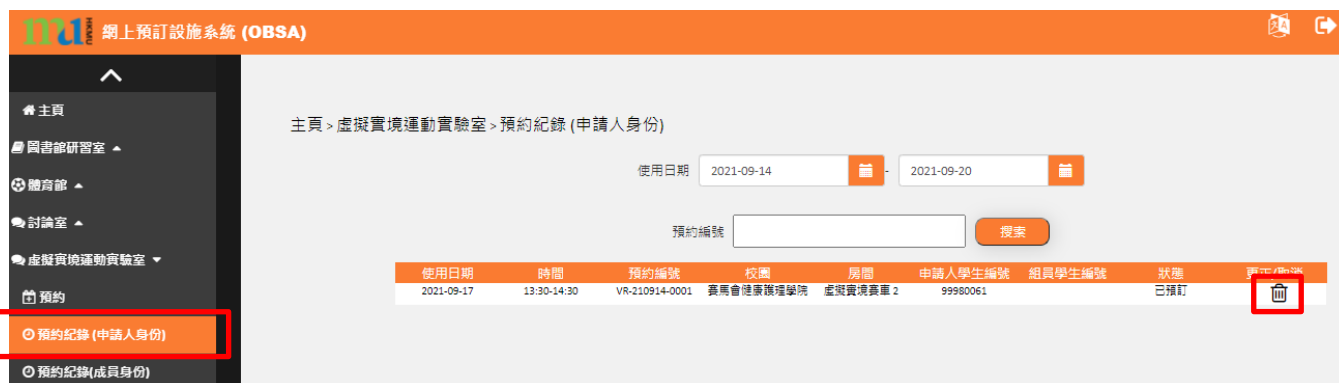 mu HKMU 網上預訂設施系統 (OBSA)
主頁
圖書館研習室
體育館
討論室
虛擬實境運動實驗室
預約
預約紀錄 (申請人身份)
預約紀錄(成員身份)
主頁 > 虛擬實境運動實驗室 > 預約紀錄 (申請人身份)
使用日期 2021-09-14 - 2021-09-20
預約編號 搜索
使用日期 時間 預約編號 校園 房間 申請人學生編號 組員學生編號 狀態 更正/取消
2021-09-17 13:30-14:30 VR-210914-0001 賽馬會健康護理學院 虛擬實境賽車 2 99980061 已預訂